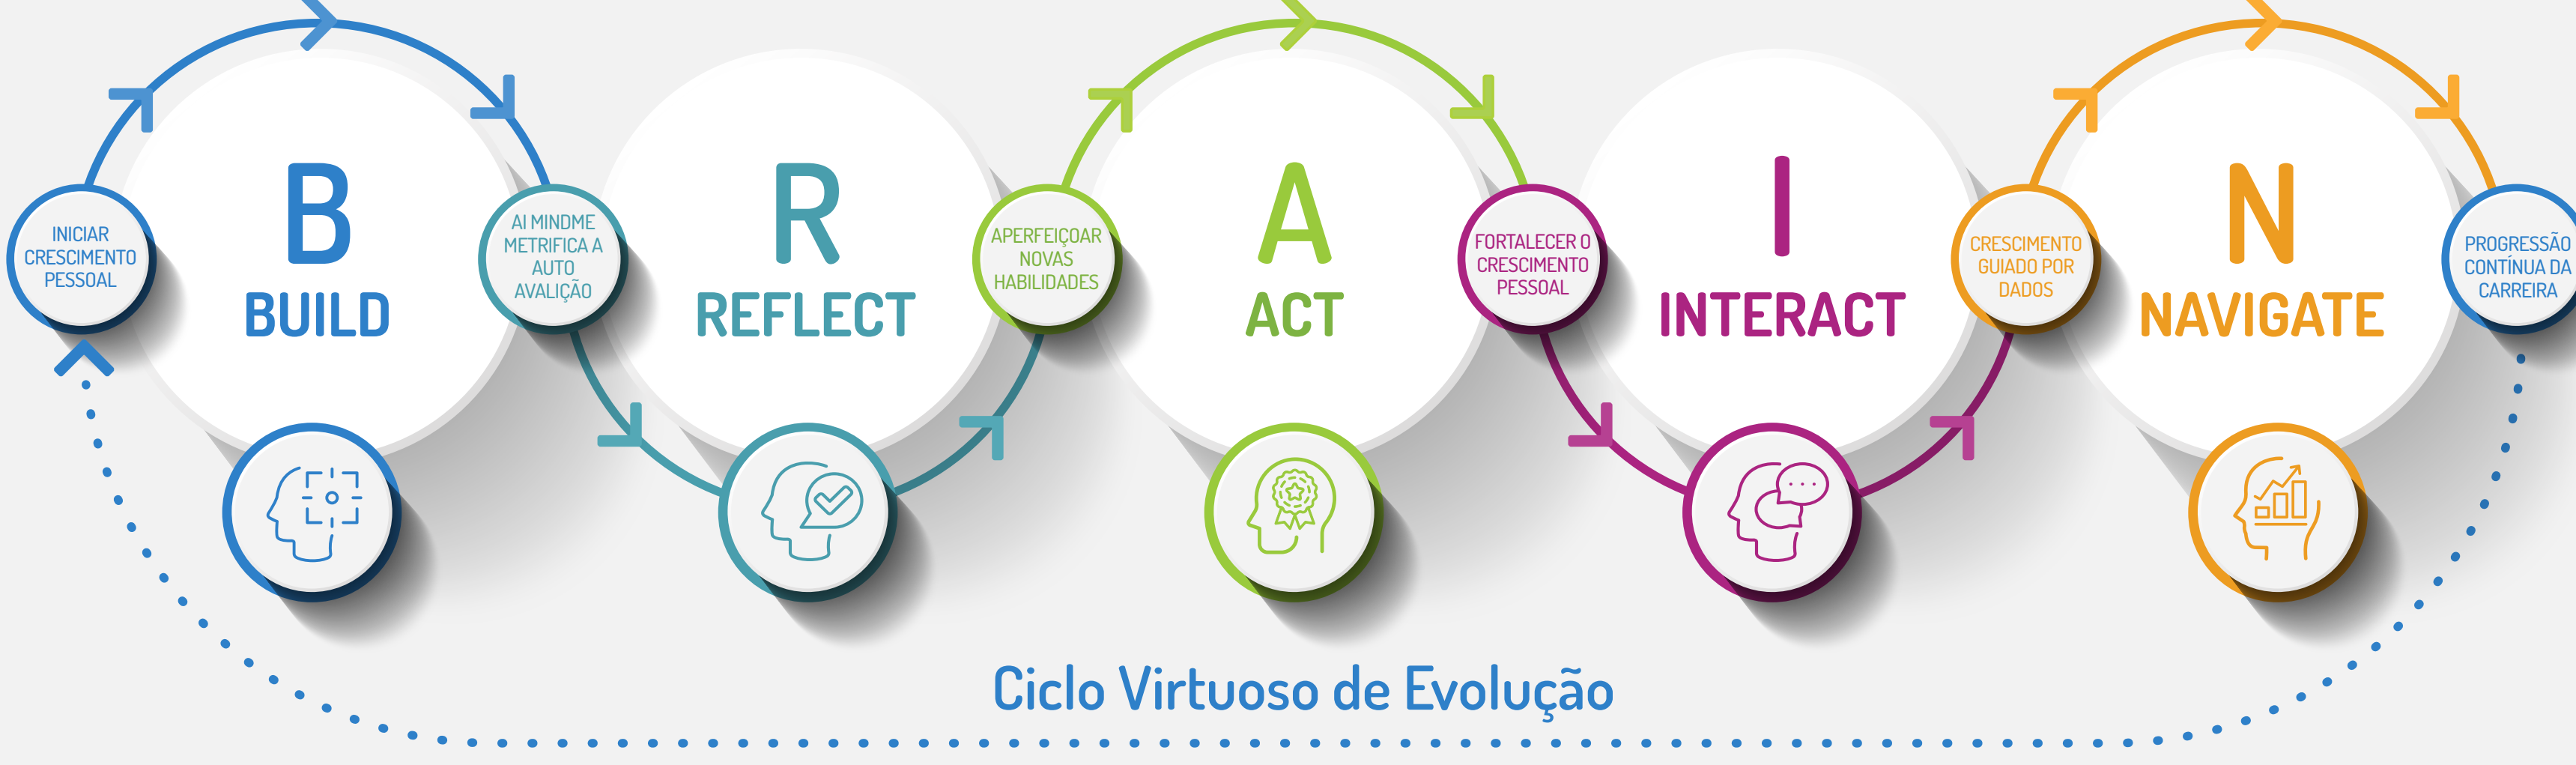 INICIAR
CRESCIMENTO
PESSOAL
B
BUILD
AI MINDME
METRIFICA A
AUTO
AVALIÇÃO
R
REFLECT
APERFEIÇOAR
NOVAS
HABILIDADES
A
ACT
FORTALECER O
CRESCIMENTO
PESSOAL
I
INTERACT
CRESCIMENTO
GUIADO POR
DADOS
N
NAVIGATE
PROGRESSÃO
CONTÍNUA DA
CARREIRA
Ciclo Virtuoso de Evolução